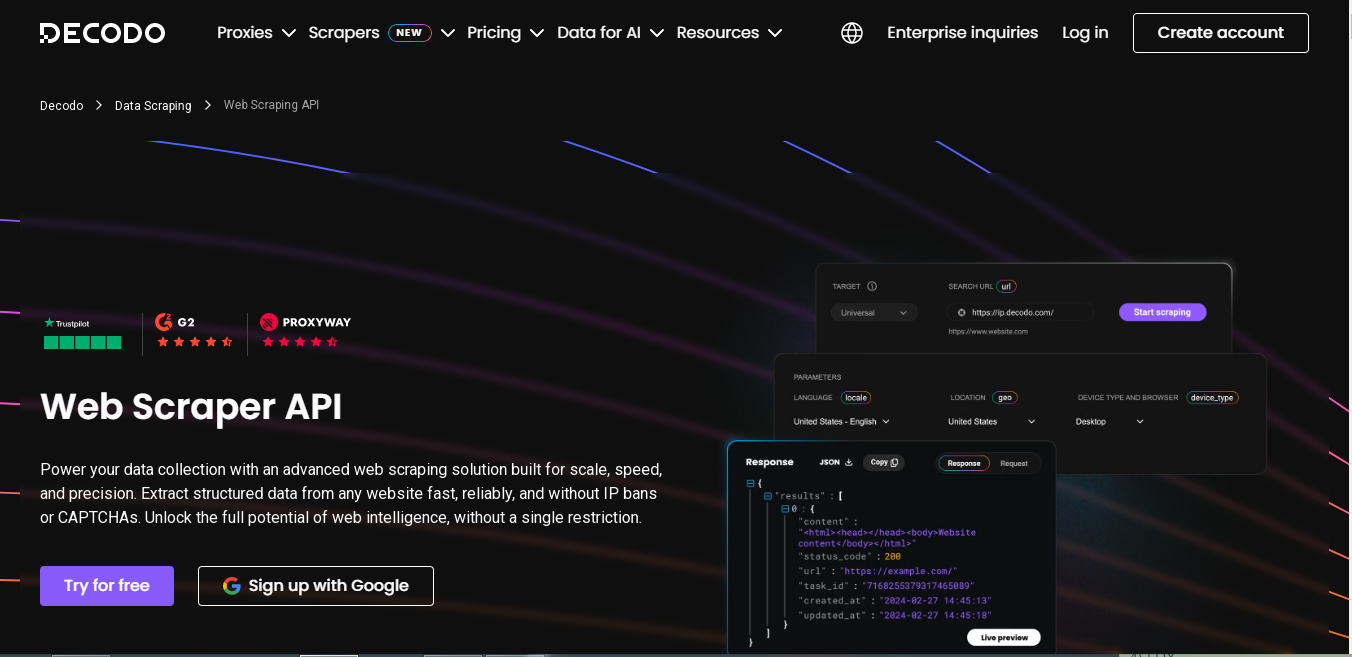 DECODO
Proxies
Scrapers
NEW
Pricing
Data for AI
Resources
Enterprise inquiries
Log in
Create account
Decodo
Data Scraping
Web Scraping API
Trustpilot
G2
PROXYWAY
Web Scraper API
Power your data collection with an advanced web scraping solution built for scale, speed,
and precision. Extract structured data from any website fast, reliably, and without IP bans
or CAPTCHAs. Unlock the full potential of web intelligence, without a single restriction.
Try for free
Sign up with Google
TARGET
SEARCH URL url
Universal
https://ip.decodo.com/
Start scraping
https://www.website.com
PARAMETERS
LANGUAGE locale
LOCATION geo
DEVICE TYPE AND BROWSER device_type
United States - English
United States
Desktop
Response
JSON
Copy
Response
Request
{
"results" : [
0 : {
"content" :
"<html><head></head><body>Website
content</body></html>"
"status_code" : 200
"url" : "https://example.com/"
"task_id" : "7168255379317465089"
"created_at" : "2024-02-27 14:45:13"
"updated_at" : "2024-02-27 14:45:18"
}
]
}
Live preview